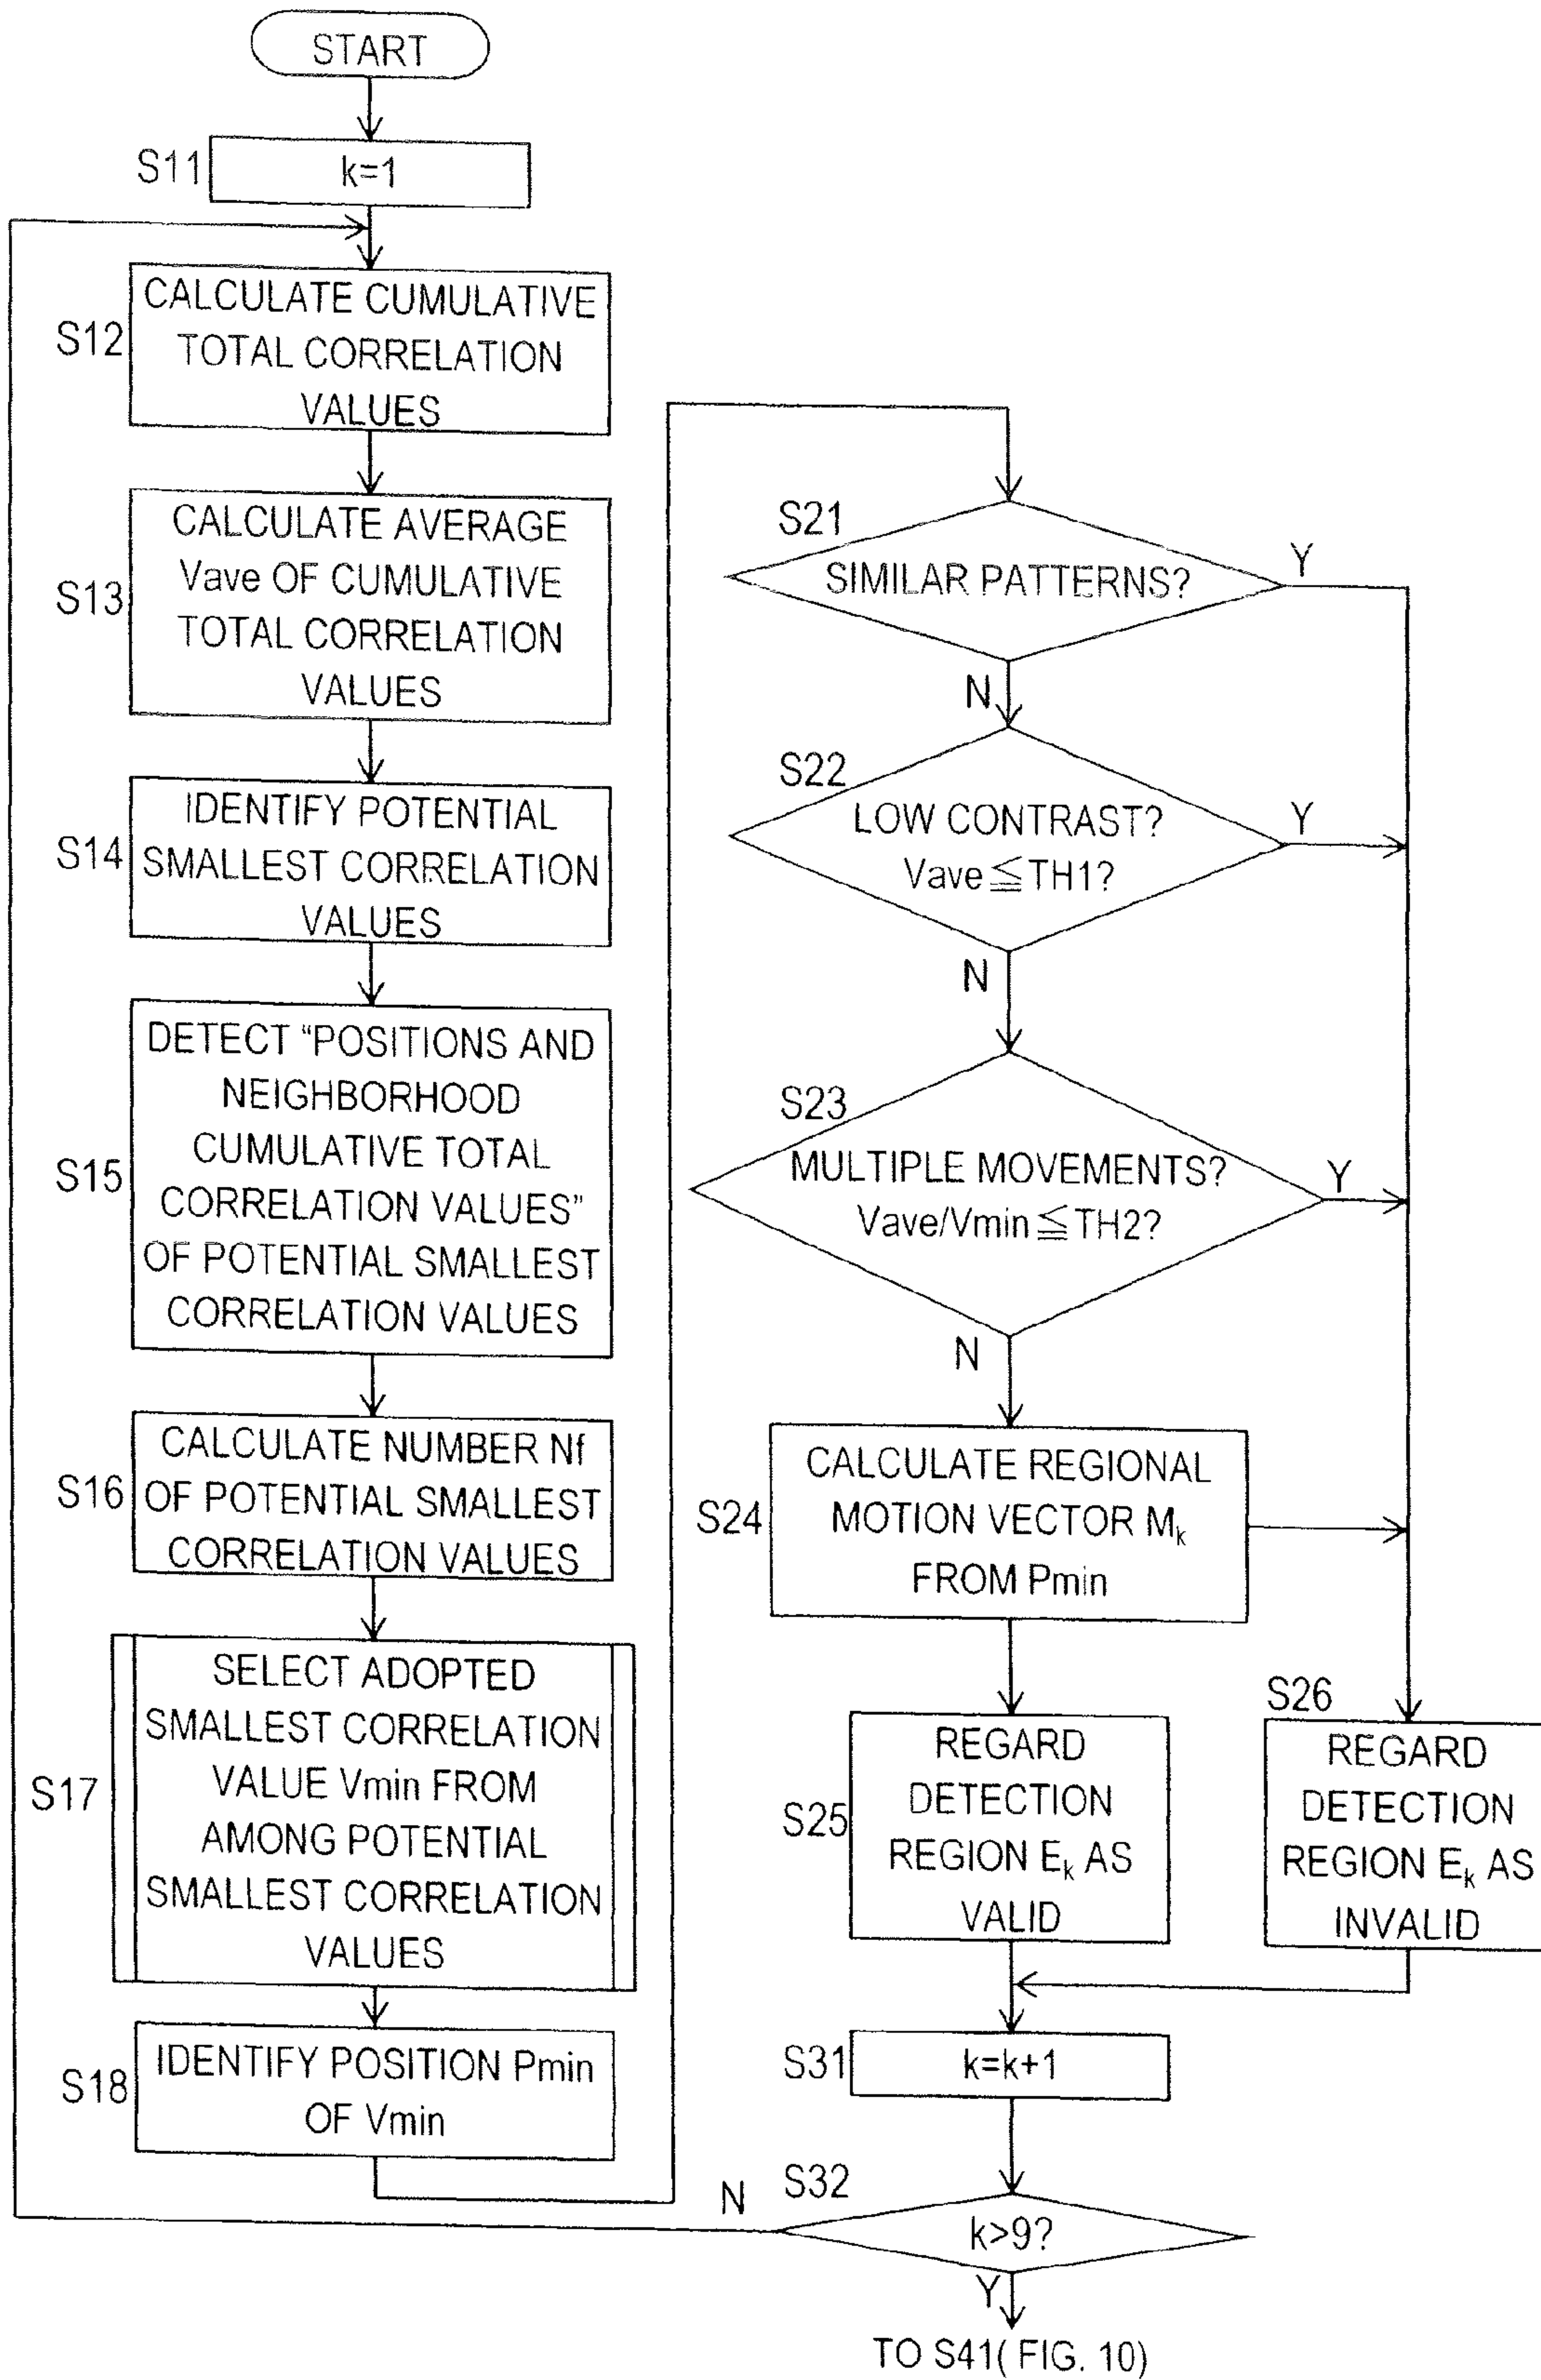 START
S11
k=1
S12
CALCULATE CUMULATIVE
TOTAL CORRELATION
VALUES
S13
CALCULATE AVERAGE
Vave OF CUMULATIVE
TOTAL CORRELATION
VALUES
S14
IDENTIFY POTENTIAL
SMALLEST CORRELATION
VALUES
S15
DETECT “POSITIONS AND
NEIGHBORHOOD
CUMULATIVE TOTAL
CORRELATION VALUES”
OF POTENTIAL SMALLEST
CORRELATION VALUES
S16
CALCULATE NUMBER Nf
OF POTENTIAL SMALLEST
CORRELATION VALUES
S17
SELECT ADOPTED
SMALLEST CORRELATION
VALUE Vmin FROM
AMONG POTENTIAL
SMALLEST CORRELATION
VALUES
S18
IDENTIFY POSITION Pmin
OF Vmin
S21
SIMILAR PATTERNS?
Y
N
S22
LOW CONTRAST?
Vave≦TH1?
Y
N
S23
MULTIPLE MOVEMENTS?
Vave/Vmin≦TH2?
Y
N
S24
CALCULATE REGIONAL
MOTION VECTOR Mk
FROM Pmin
S25
REGARD
DETECTION
REGION Ek AS
VALID
S26
REGARD
DETECTION
REGION Ek AS
INVALID
S31
k=k+1
S32
k>9?
N
Y
TO S41( FIG. 10)